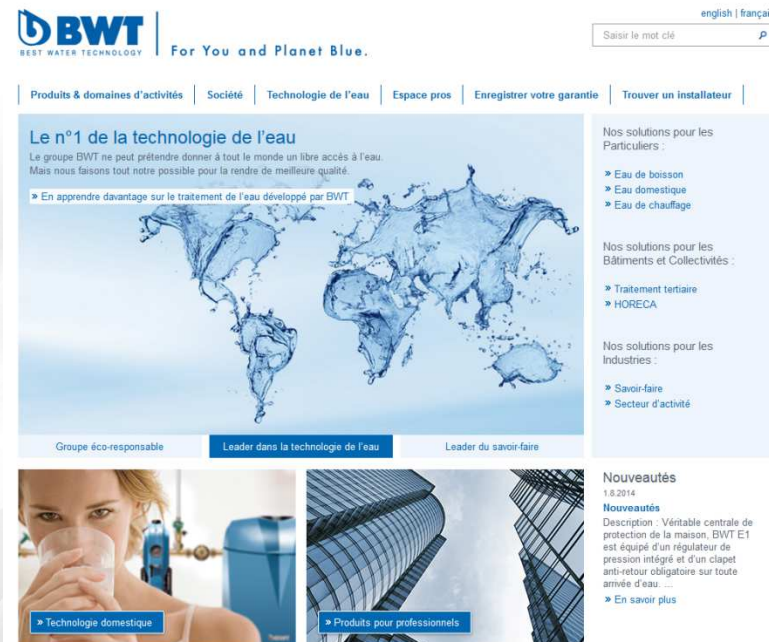 BWT
BEST WATER TECHNOLOGY
For You and Planet Blue.
english | françai
Saisir le mot clé
Produits & domaines d'activités
Société
Technologie de l'eau
Espace pros
Enregistrer votre garantie
Trouver un installateur
Le n°1 de la technologie de l'eau
Le groupe BWT ne peut prétendre donner à tout le monde un libre accès à l'eau.
Mais nous faisons tout notre possible pour la rendre de meilleure qualité.
» En apprendre davantage sur le traitement de l'eau développé par BWT
Groupe éco-responsable
Leader dans la technologie de l'eau
Leader du savoir-faire
Nos solutions pour les
Particuliers :
» Eau de boisson
» Eau domestique
» Eau de chauffage
Nos solutions pour les
Bâtiments et Collectivités :
» Traitement tertiaire
» HORECA
Nos solutions pour les
Industries :
» Savoir-faire
» Secteur d'activité
» Technologie domestique
» Produits pour professionnels
Nouveautés
1.8.2014
Nouveautés
Description : Véritable centrale de
protection de la maison, BWT E1
est équipé d'un régulateur de
pression intégré et d'un clapet
anti-retour obligatoire sur toute
arrivée d'eau. ...
» En savoir plus